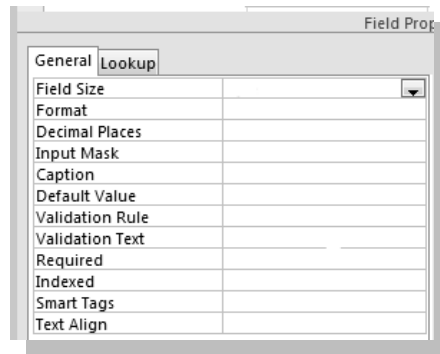 Field Prop
General Lookup
Field Size
Format
Decimal Places
Input Mask
Caption
Default Value
Validation Rule
Validation Text
Required
Indexed
Smart Tags
Text Align